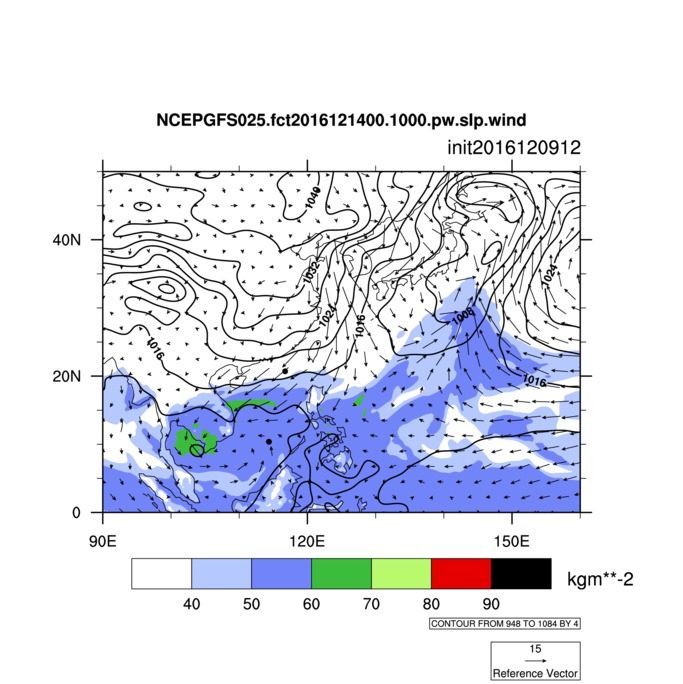 NCEPGFS025.fct2016121400.1000.pw.slp.wind
init2016120912
1040
40N
1032
1024
1024
1016
1008
1016
20N
1016
0
90E 120E 150E
kgm**-2
40 50 60 70 80 90
CONTOUR FROM 948 TO 1084 BY 4
15
Reference Vector